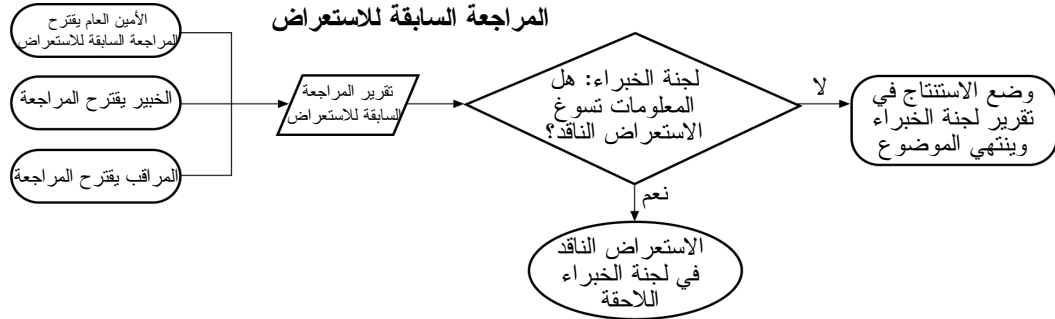 المراجعة السابقة للاستعراض
الأمين العام يقترح
المراجعة السابقة للاستعراض
الخبير يقترح المراجعة
المراقب يقترح المراجعة
تقرير المراجعة
السابقة للاستعراض
لجنة الخبراء: هل
المعلومات تسوغ
الاستعراض الناقد؟
لا
وضع الاستنتاج في
تقرير لجنة الخبراء
وينتهي الموضوع
نعم
الاستعراض الناقد
في لجنة الخبراء
اللاحقة